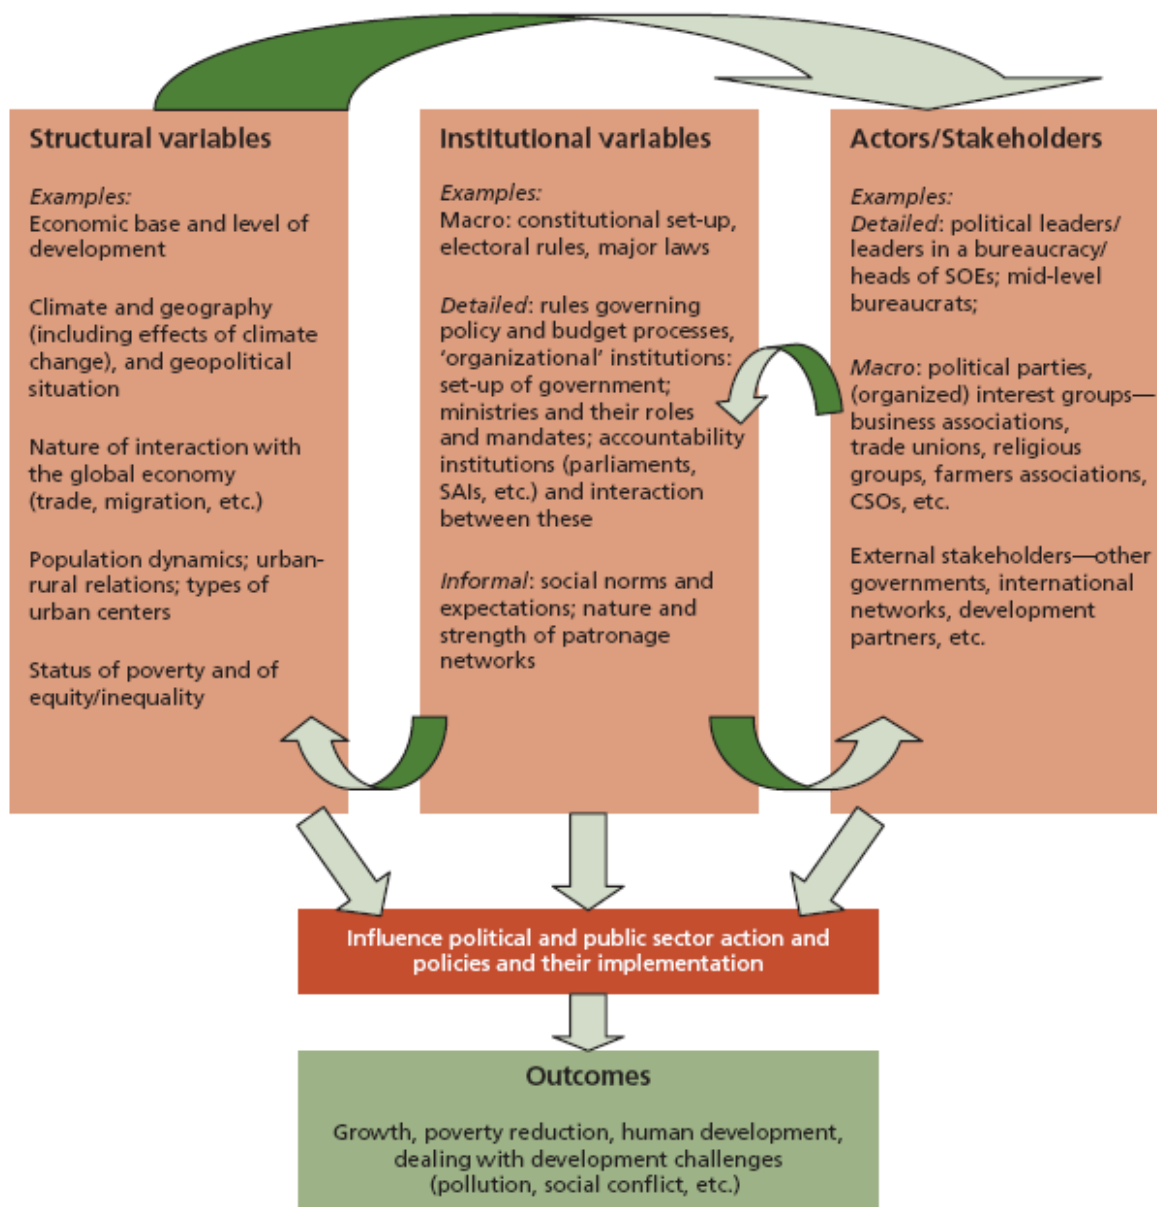 Structural variables
Examples:
Economic base and level of
development
Climate and geography
(including effects of climate
change), and geopolitical
situation
Nature of interaction with
the global economy
(trade, migration, etc.)
Population dynamics; urban-
rural relations; types of
urban centers
Status of poverty and of
equity/inequality
Institutional variables
Examples:
Macro: constitutional set-up,
electoral rules, major laws
Detailed: rules governing
policy and budget processes,
‘organizational’ institutions:
set-up of government;
ministries and their roles
and mandates; accountability
institutions (parliaments,
SAIs, etc.) and interaction
between these
Informal: social norms and
expectations; nature and
strength of patronage
networks
Actors/Stakeholders
Examples:
Detailed: political leaders/
leaders in a bureaucracy/
heads of SOEs; mid-level
bureaucrats;
Macro: political parties,
(organized) interest groups—
business associations,
trade unions, religious
groups, farmers associations,
CSOs, etc.
External stakeholders—other
governments, international
networks, development
partners, etc.
Influence political and public sector action and
policies and their implementation
Outcomes
Growth, poverty reduction, human development,
dealing with development challenges
(pollution, social conflict, etc.)